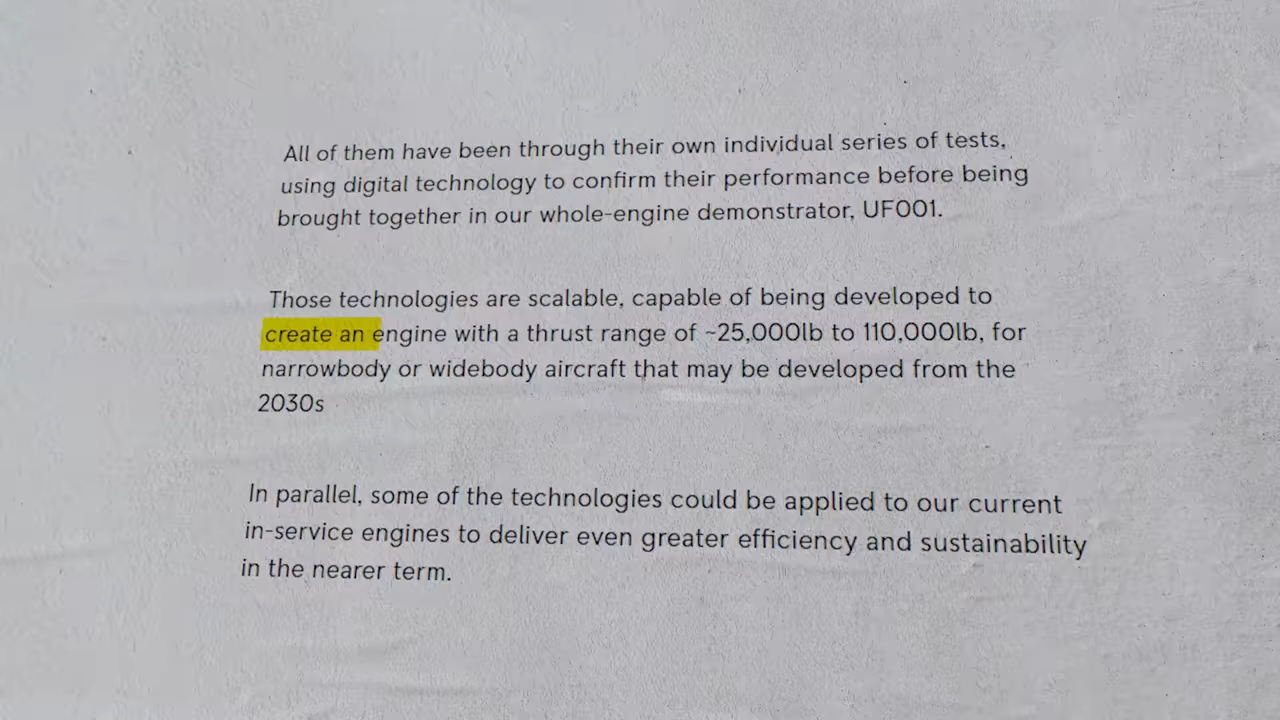 All of them have been through their own individual series of tests,
using digital technology to confirm their performance before being
brought together in our whole-engine demonstrator, UF001.
Those technologies are scalable, capable of being developed to
create an engine with a thrust range of ~25,000lb to 110,000lb, for
narrowbody or widebody aircraft that may be developed from the
2030s
In parallel, some of the technologies could be applied to our current
in-service engines to deliver even greater efficiency and sustainability
in the nearer term.